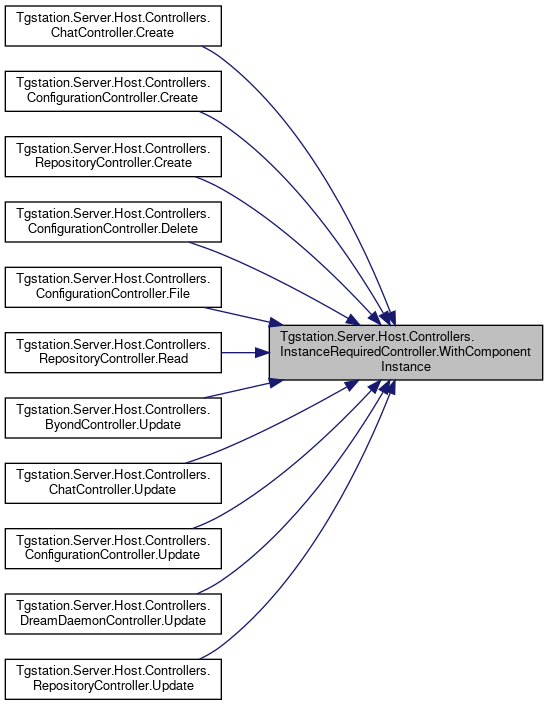 Tgstation.Server.Host.Controllers.
ChatController.Create
Tgstation.Server.Host.Controllers.
ConfigurationController.Create
Tgstation.Server.Host.Controllers.
RepositoryController.Create
Tgstation.Server.Host.Controllers.
ConfigurationController.Delete
Tgstation.Server.Host.Controllers.
ConfigurationController.File
Tgstation.Server.Host.Controllers.
RepositoryController.Read
Tgstation.Server.Host.Controllers.
ByondController.Update
Tgstation.Server.Host.Controllers.
ChatController.Update
Tgstation.Server.Host.Controllers.
ConfigurationController.Update
Tgstation.Server.Host.Controllers.
DreamDaemonController.Update
Tgstation.Server.Host.Controllers.
RepositoryController.Update
Tgstation.Server.Host.Controllers.
InstanceRequiredController.WithComponent
Instance